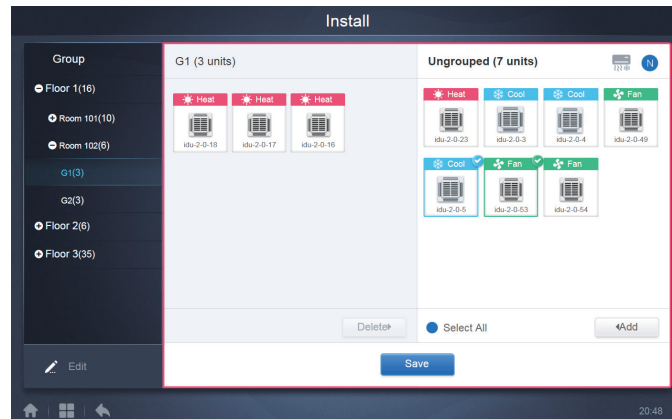 Install
Group
Floor 1(16)
Room 101(10)
Room 102(6)
G1(3)
G2(3)
Floor 2(6)
Floor 3(35)
Edit
G1 (3 units)
Heat
idu-2-0-18
Heat
idu-2-0-17
Heat
idu-2-0-16
Delete
Ungrouped (7 units)
N
Heat
idu-2-0-23
Cool
idu-2-0-3
Cool
idu-2-0-4
Fan
idu-2-0-49
Cool
idu-2-0-5
Fan
idu-2-0-53
Fan
idu-2-0-54
Select All
Add
Save
20:48